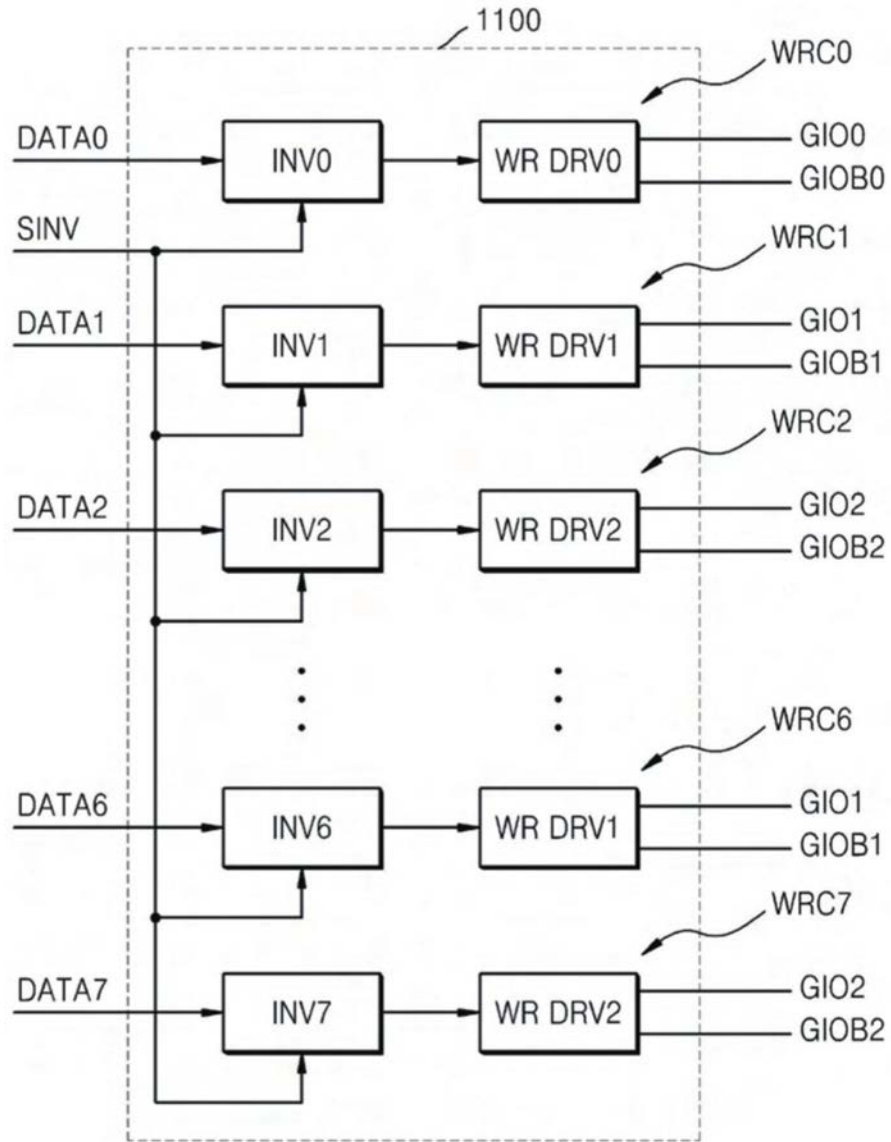 1100
WRC0
DATA0
INV0
WR DRV0
GIO0
GIOB0
SINV
WRC1
DATA1
INV1
WR DRV1
GIO1
GIOB1
WRC2
DATA2
INV2
WR DRV2
GIO2
GIOB2
WRC6
DATA6
INV6
WR DRV1
GIO1
GIOB1
WRC7
DATA7
INV7
WR DRV2
GIO2
GIOB2